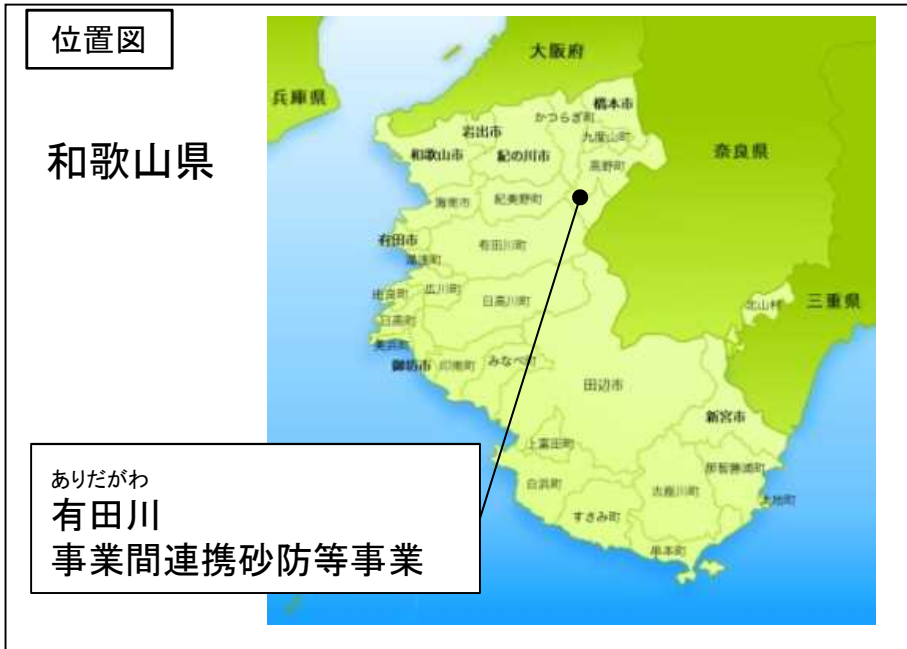 位置図
和歌山県
大阪府
兵庫県
橋本市
かつらぎ町
岩出市
九度山町
和歌山市
紀の川市
奈良県
高野町
海南市
紀美野町
有田市
有田川町
湯浅町
広川町
由良町
日高川町
北山村
三重県
日高町
美浜町
御坊市
印南町
みなべ町
田辺市
新宮市
上富田町
那智勝浦町
白浜町
古座川町
太地町
すさみ町
串本町
ありだがわ
有田川
事業間連携砂防等事業